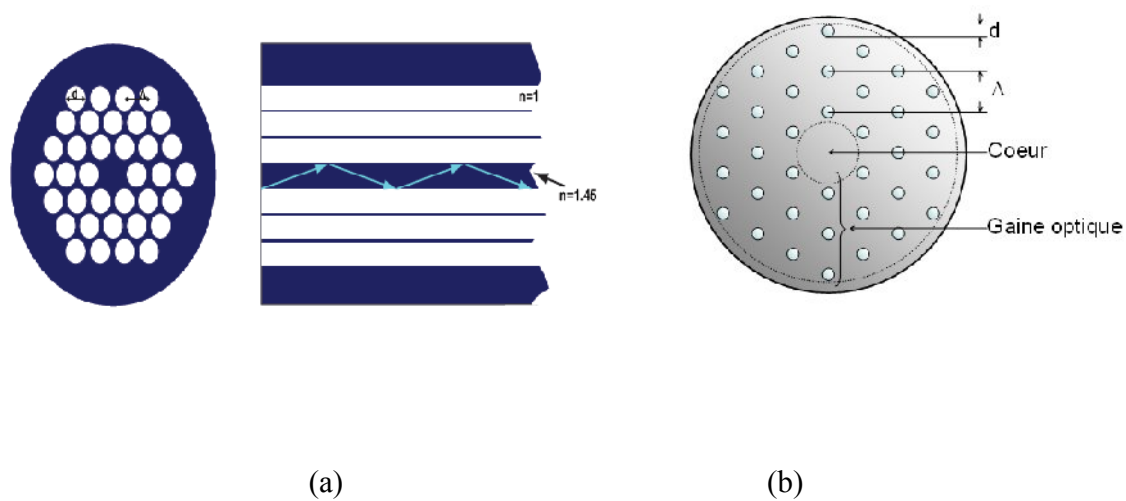 d Λ
n=1
n=1.45
d
Λ
Coeur
Gaine optique
(a) (b)